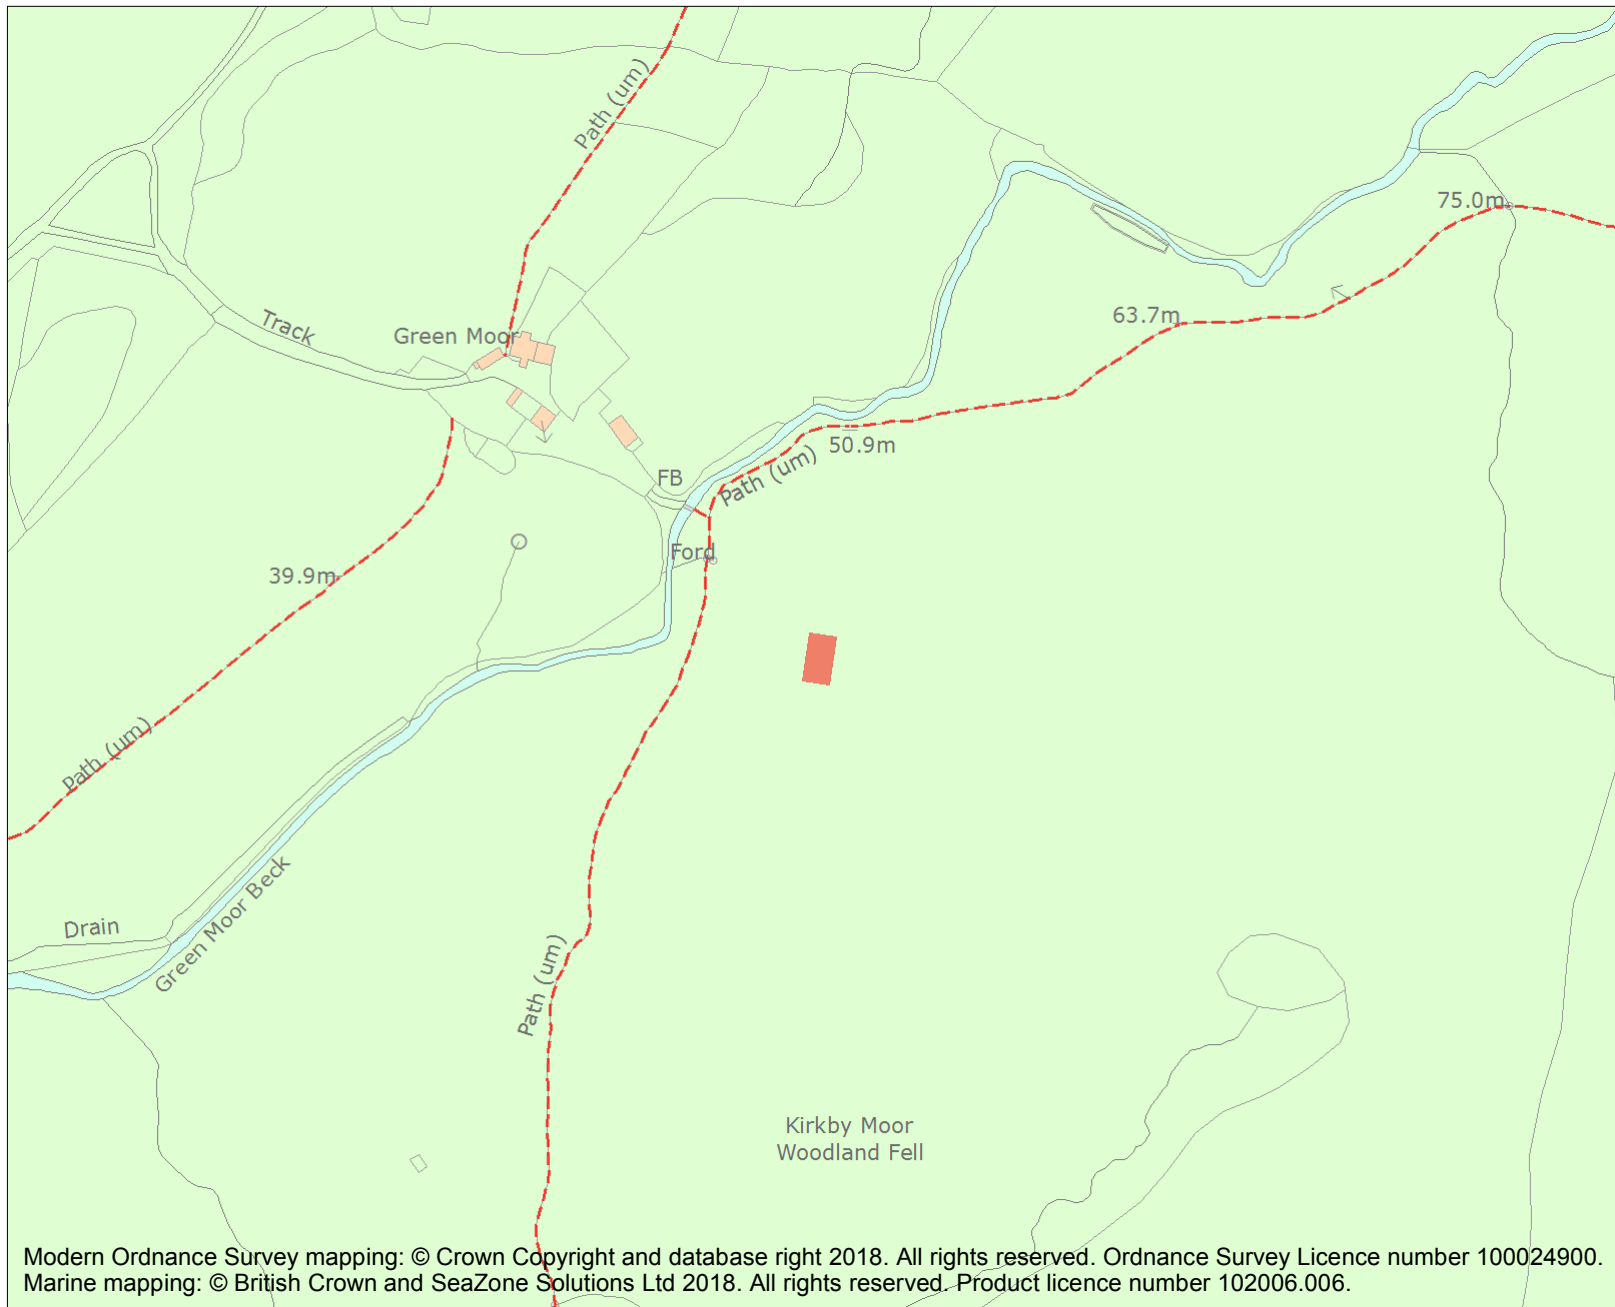 Path (um)
75.0m
63.7m
Track
Green Moor
50.9m
Path (um)
FB
Ford
39.9m
Path (um)
Green Moor Beck
Drain
Path (um)
Kirkby Moor
Woodland Fell
Modern Ordnance Survey mapping: © Crown Copyright and database right 2018. All rights reserved. Ordnance Survey Licence number 100024900.
Marine mapping: © British Crown and SeaZone Solutions Ltd 2018. All rights reserved. Product licence number 102006.006.